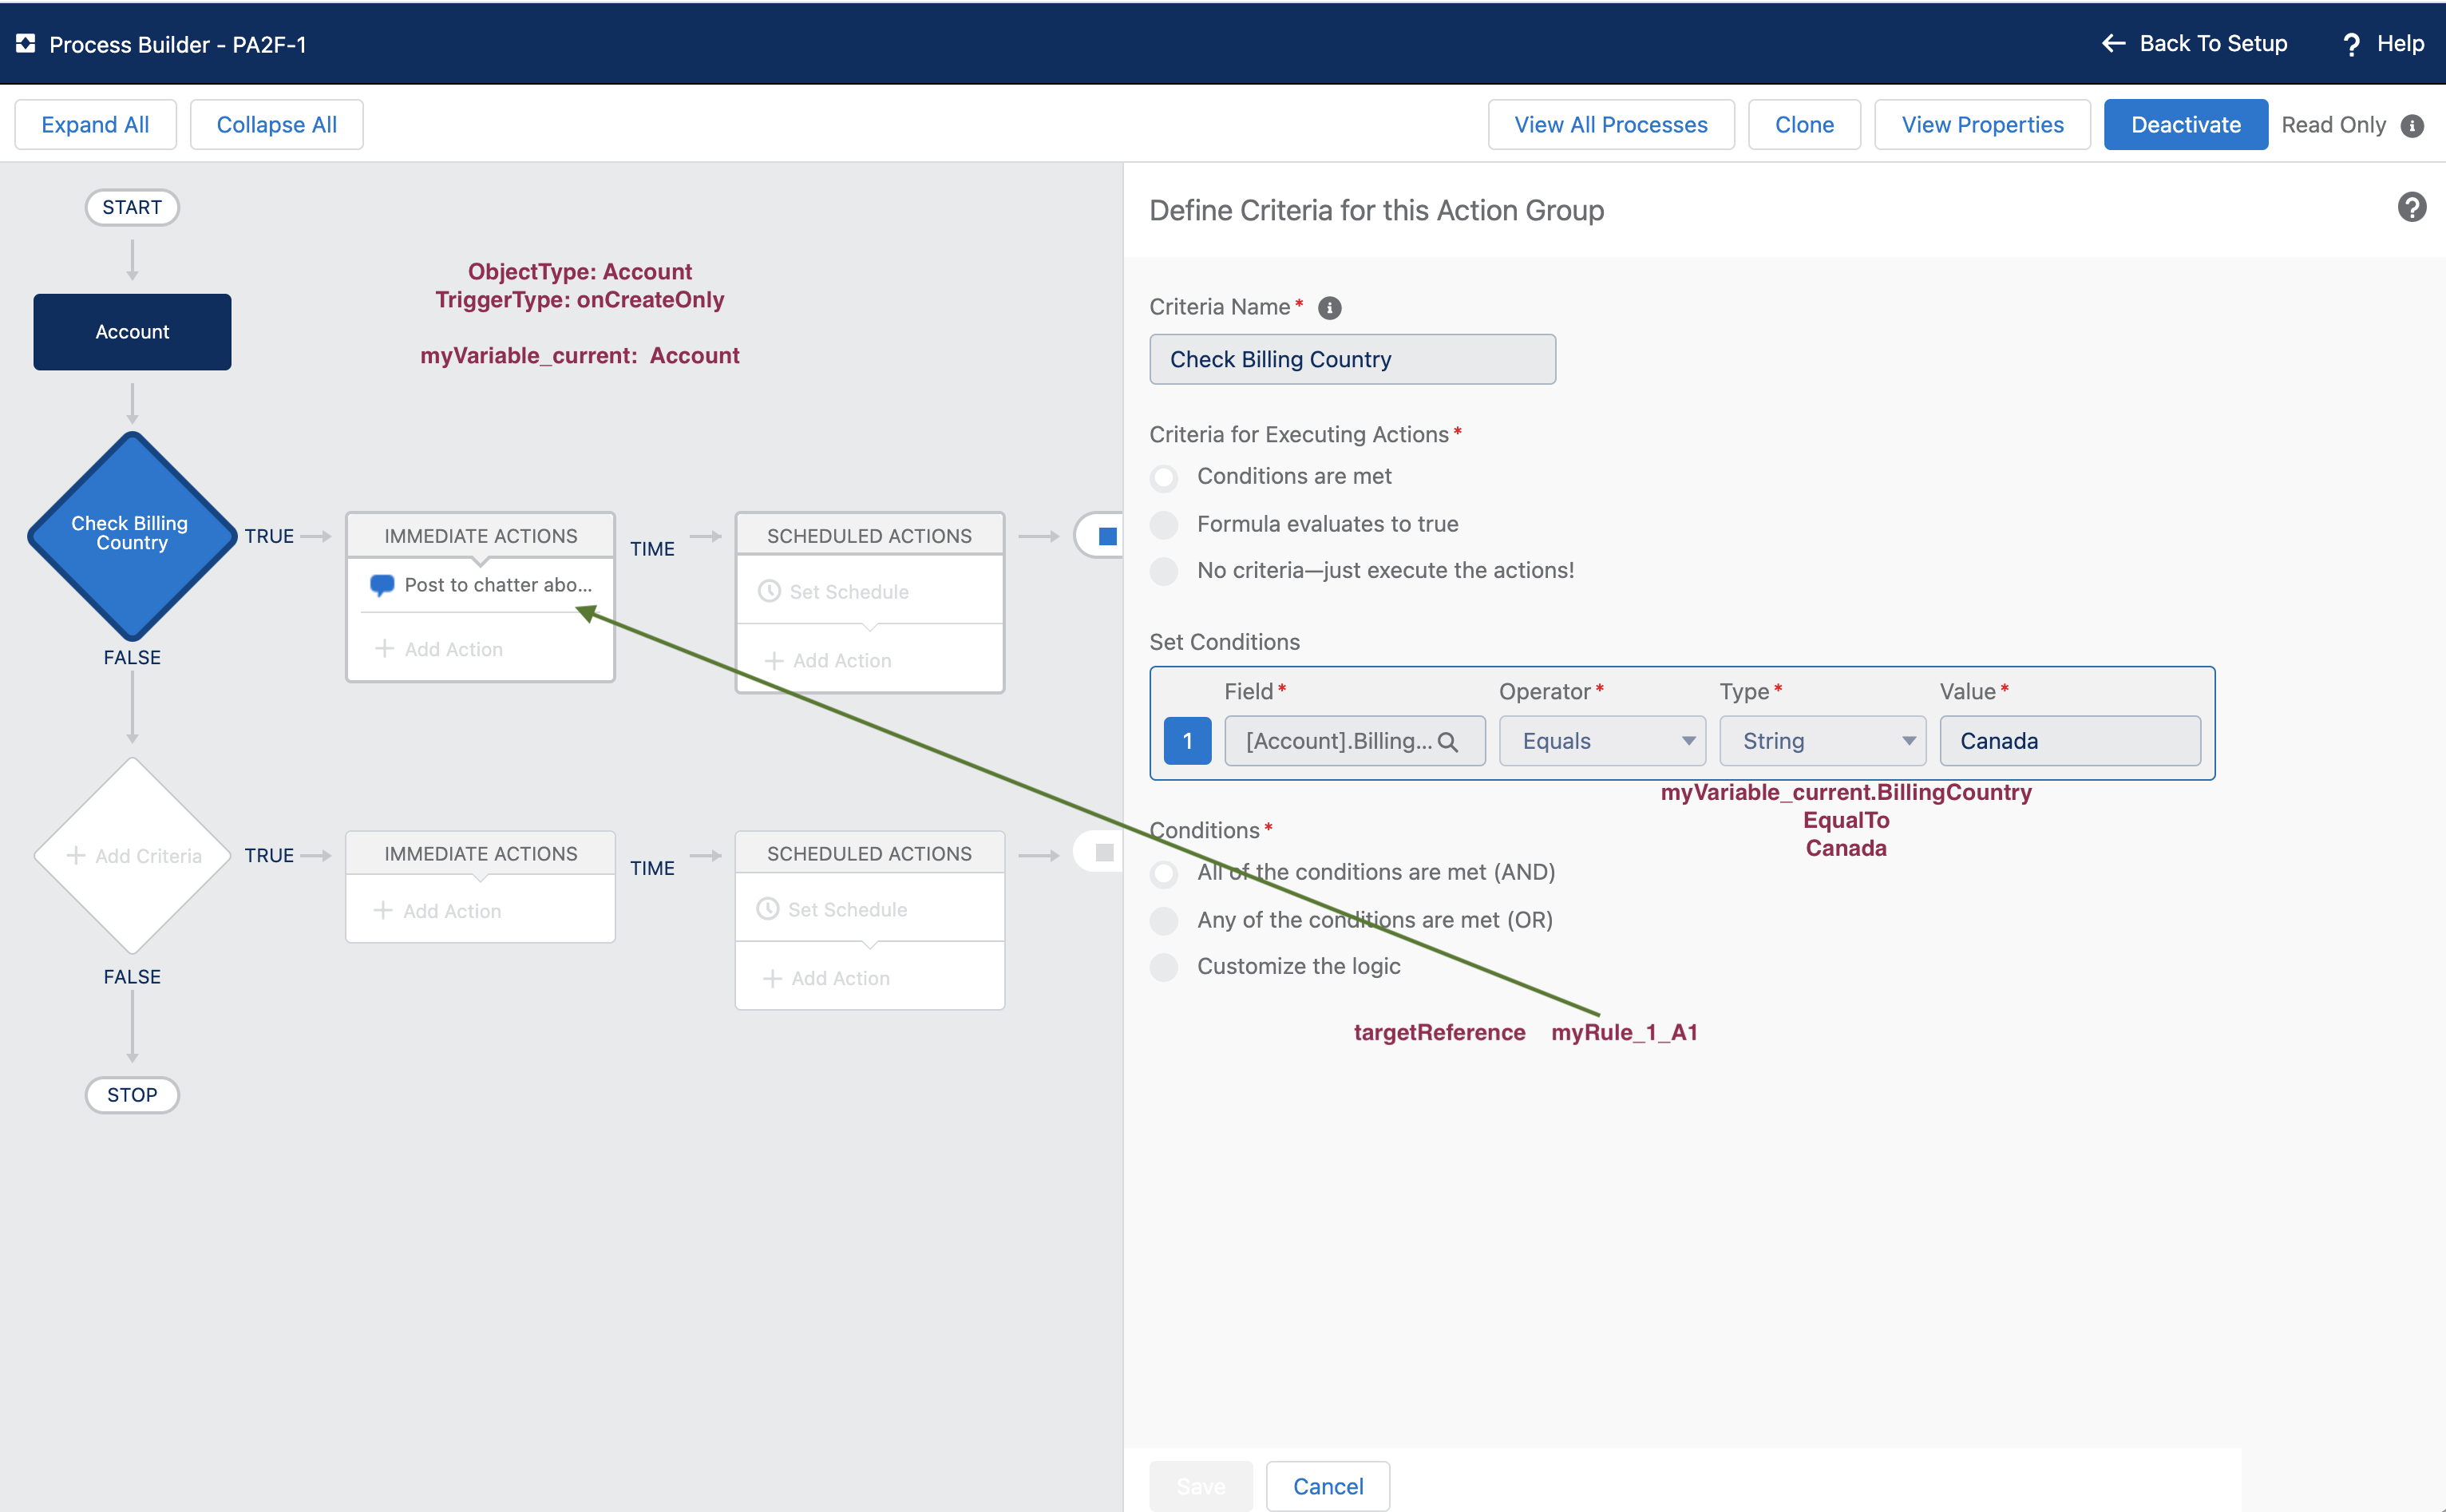 Process Builder - PA2F-1
Back To Setup
? Help
Expand All
Collapse All
View All Processes
Clone
View Properties
Deactivate
Read Only
START
Account
ObjectType: Account
TriggerType: onCreateOnly
myVariable_current: Account
Check Billing
Country
TRUE
IMMEDIATE ACTIONS
Post to chatter abo...
+ Add Action
TIME
SCHEDULED ACTIONS
Set Schedule
+ Add Action
FALSE
+ Add Criteria
TRUE
IMMEDIATE ACTIONS
+ Add Action
TIME
SCHEDULED ACTIONS
Set Schedule
+ Add Action
FALSE
STOP
Define Criteria for this Action Group
?
Criteria Name*
Check Billing Country
Criteria for Executing Actions*
Conditions are met
Formula evaluates to true
No criteria—just execute the actions!
Set Conditions
Field* Operator* Type* Value*
1 [Account].Billing... Equals String Canada
myVariable_current.BillingCountry
EqualTo
Canada
Conditions*
All of the conditions are met (AND)
Any of the conditions are met (OR)
Customize the logic
targetReference myRule_1_A1
Save
Cancel